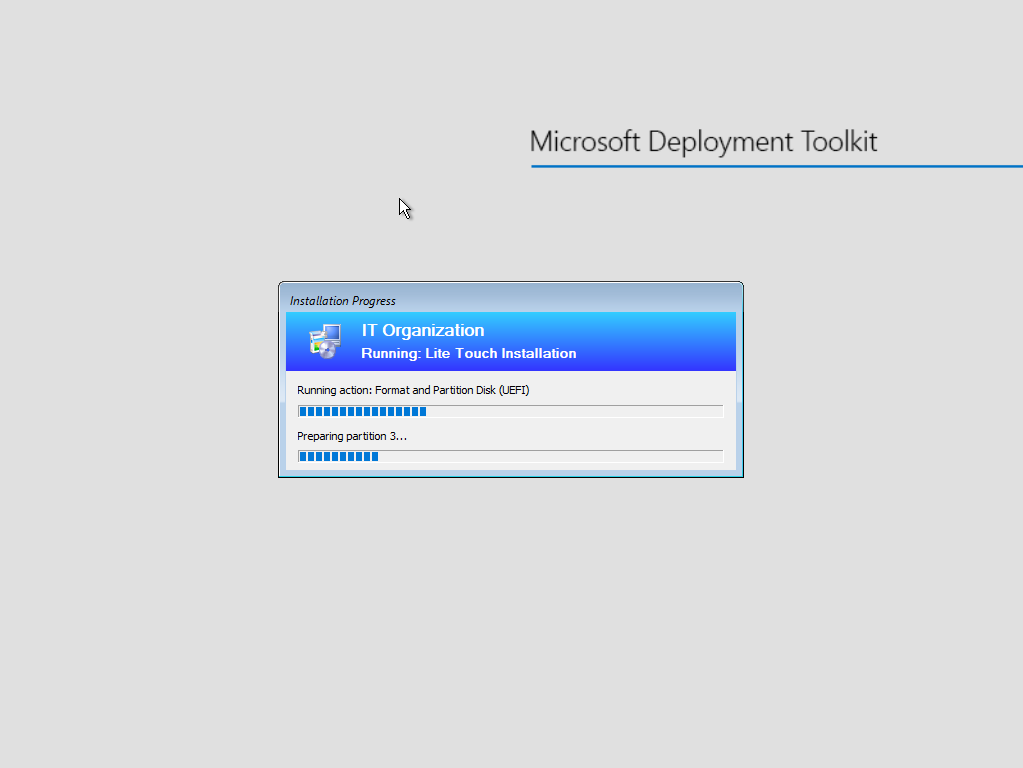 Microsoft Deployment Toolkit
Installation Progress
IT Organization
Running: Lite Touch Installation
Running action: Format and Partition Disk (UEFI)
Preparing partition 3...